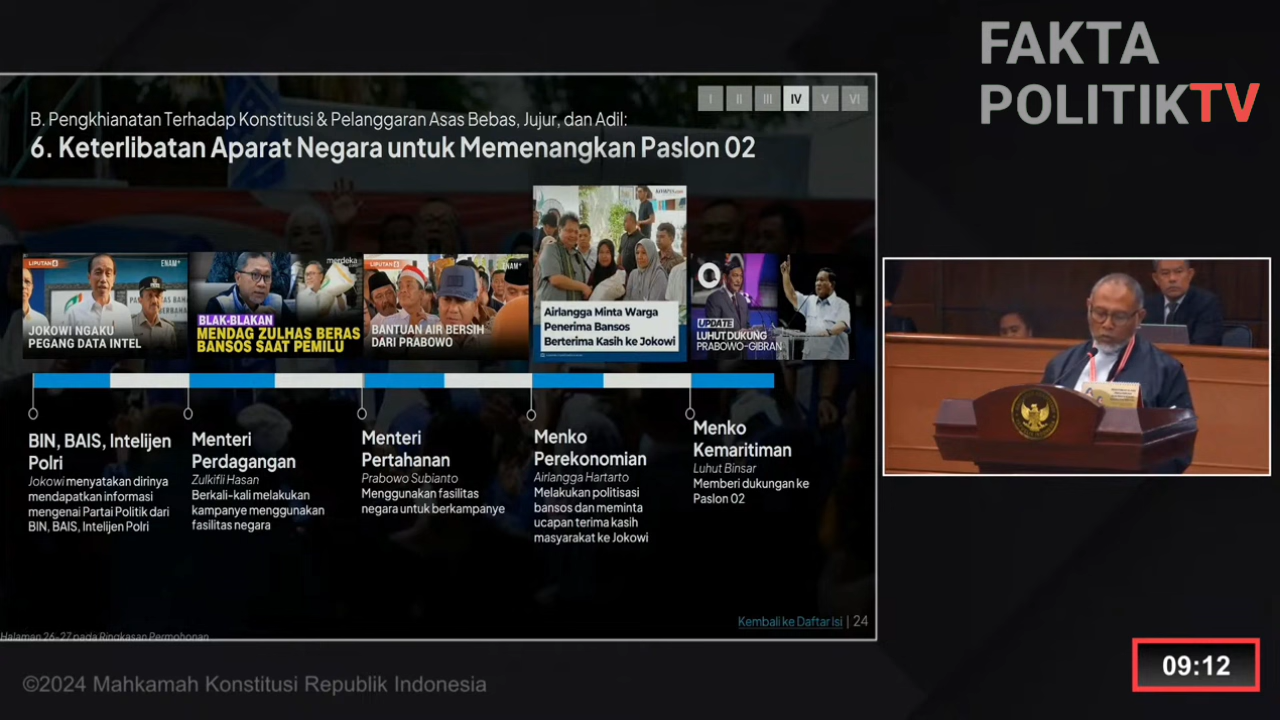 FAKTA
POLITIKTV
I II III IV V VI
B. Pengkhianatan Terhadap Konstitusi & Pelanggaran Asas Bebas, Jujur, dan Adil:
6. Keterlibatan Aparat Negara untuk Memenangkan Paslon 02
LIPUTAN6
ENAM+
JOKOWI NGAKU
PEGANG DATA INTEL
merdeka
BLAK-BLAKAN
MENDAG ZULHAS BERAS
BANSOS SAAT PEMILU
LIPUTAN6
ENAM+
BANTUAN AIR BERSIH
DARI PRABOWO
Airlangga Minta Warga
Penerima Bansos
Berterima Kasih ke Jokowi
UPDATE
LUHUT DUKUNG
PRABOWO-GIBRAN
BIN, BAIS, Intelijen
Polri
Jokowi menyatakan dirinya
mendapatkan informasi
mengenai Partai Politik dari
BIN, BAIS, Intelijen Polri
Menteri
Perdagangan
Zulkifli Hasan
Berkali-kali melakukan
kampanye menggunakan
fasilitas negara
Menteri
Pertahanan
Prabowo Subianto
Menggunakan fasilitas
negara untuk berkampanye
Menko
Perekonomian
Airlangga Hartarto
Melakukan politisasi
bansos dan meminta
ucapan terima kasih
masyarakat ke Jokowi
Menko
Kemaritiman
Luhut Binsar
Memberi dukungan ke
Paslon 02
Kembali ke Daftar Isi | 24
Halaman 26-27 pada Ringkasan Permohonan
©2024 Mahkamah Konstitusi Republik Indonesia
09:12